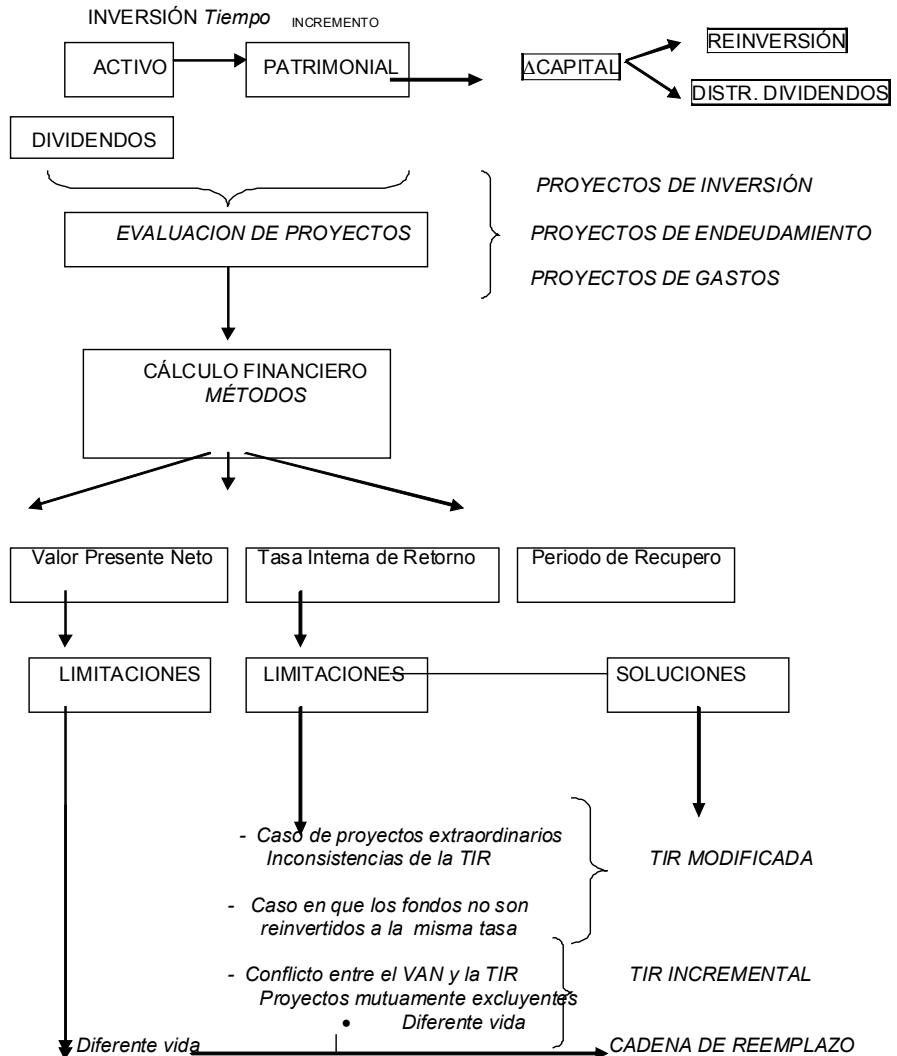 INVERSIÓN Tiempo INCREMENTO
ACTIVO
PATRIMONIAL
∆CAPITAL
REINVERSIÓN
DISTR. DIVIDENDOS
DIVIDENDOS
PROYECTOS DE INVERSIÓN
EVALUACION DE PROYECTOS
PROYECTOS DE ENDEUDAMIENTO
PROYECTOS DE GASTOS
CÁLCULO FINANCIERO
MÉTODOS
Valor Presente Neto
Tasa Interna de Retorno
Periodo de Recupero
LIMITACIONES
LIMITACIONES
SOLUCIONES
- Caso de proyectos extraordinarios
Inconsistencias de la TIR
TIR MODIFICADA
- Caso en que los fondos no son
reinvertidos a la misma tasa
- Conflicto entre el VAN y la TIR
TIR INCREMENTAL
Proyectos mutuamente excluyentes
• Diferente vida
Diferente vida
CADENA DE REEMPLAZO